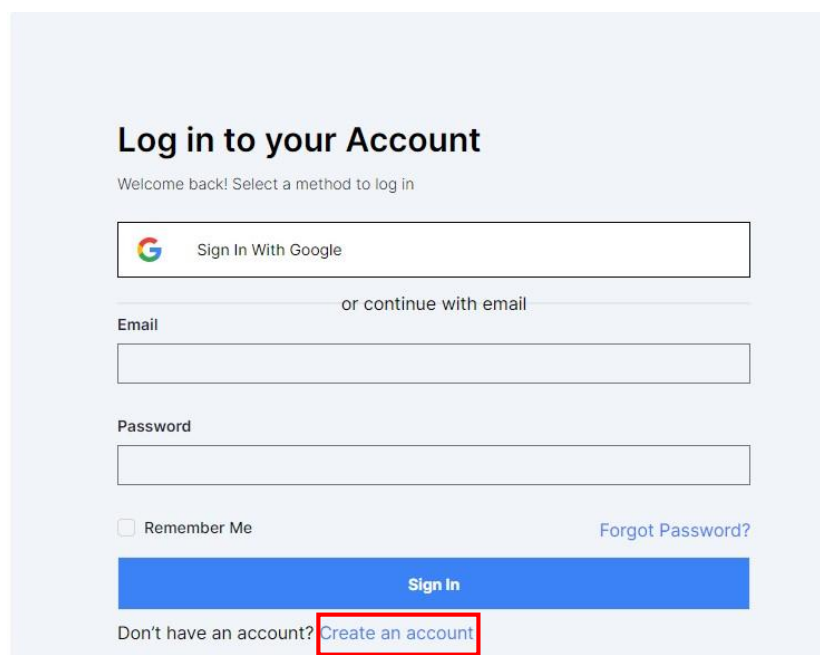 Log in to your Account
Welcome back! Select a method to log in
Sign In With Google
or continue with email
Email
Password
Remember Me
Forgot Password?
Sign In
Don’t have an account? Create an account